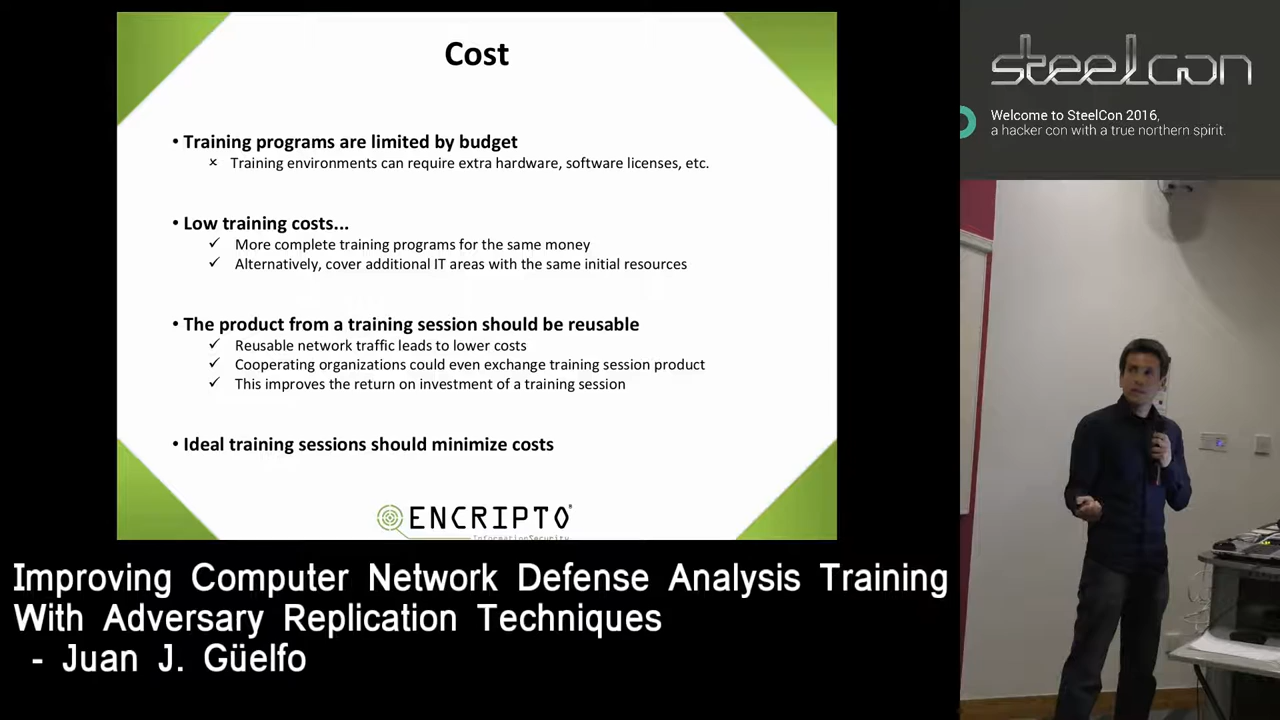 Cost
• Training programs are limited by budget
× Training environments can require extra hardware, software licenses, etc.
• Low training costs...
✓ More complete training programs for the same money
✓ Alternatively, cover additional IT areas with the same initial resources
• The product from a training session should be reusable
✓ Reusable network traffic leads to lower costs
✓ Cooperating organizations could even exchange training session product
✓ This improves the return on investment of a training session
• Ideal training sessions should minimize costs
ENCRIPTO
InformationSecurity
steelcon
Welcome to SteelCon 2016,
a hacker con with a true northern spirit.
Improving Computer Network Defense Analysis Training
With Adversary Replication Techniques
- Juan J. Güelfo